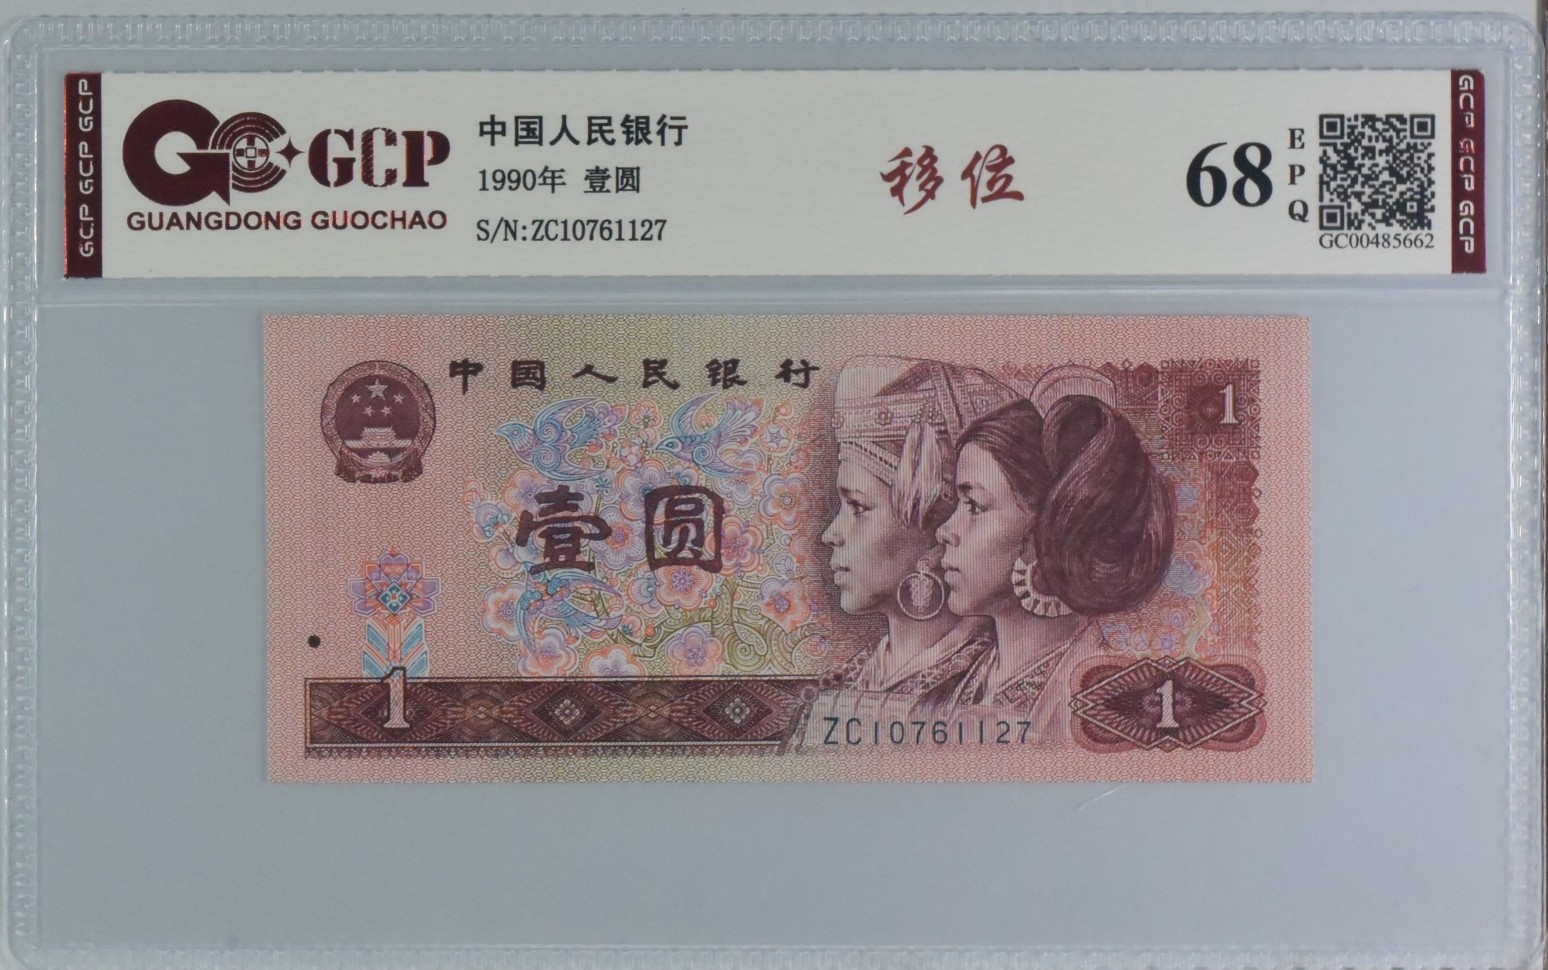 GCP GCP GCP
GC GCP
GUANGDONG GUOCHAO
中国人民银行
1990年 壹圆
S/N:ZC10761127
移位
68
EPQ
GC00485662
GCP GCP GCP
中国人民银行
1
壹圆
1
ZC10761127
1